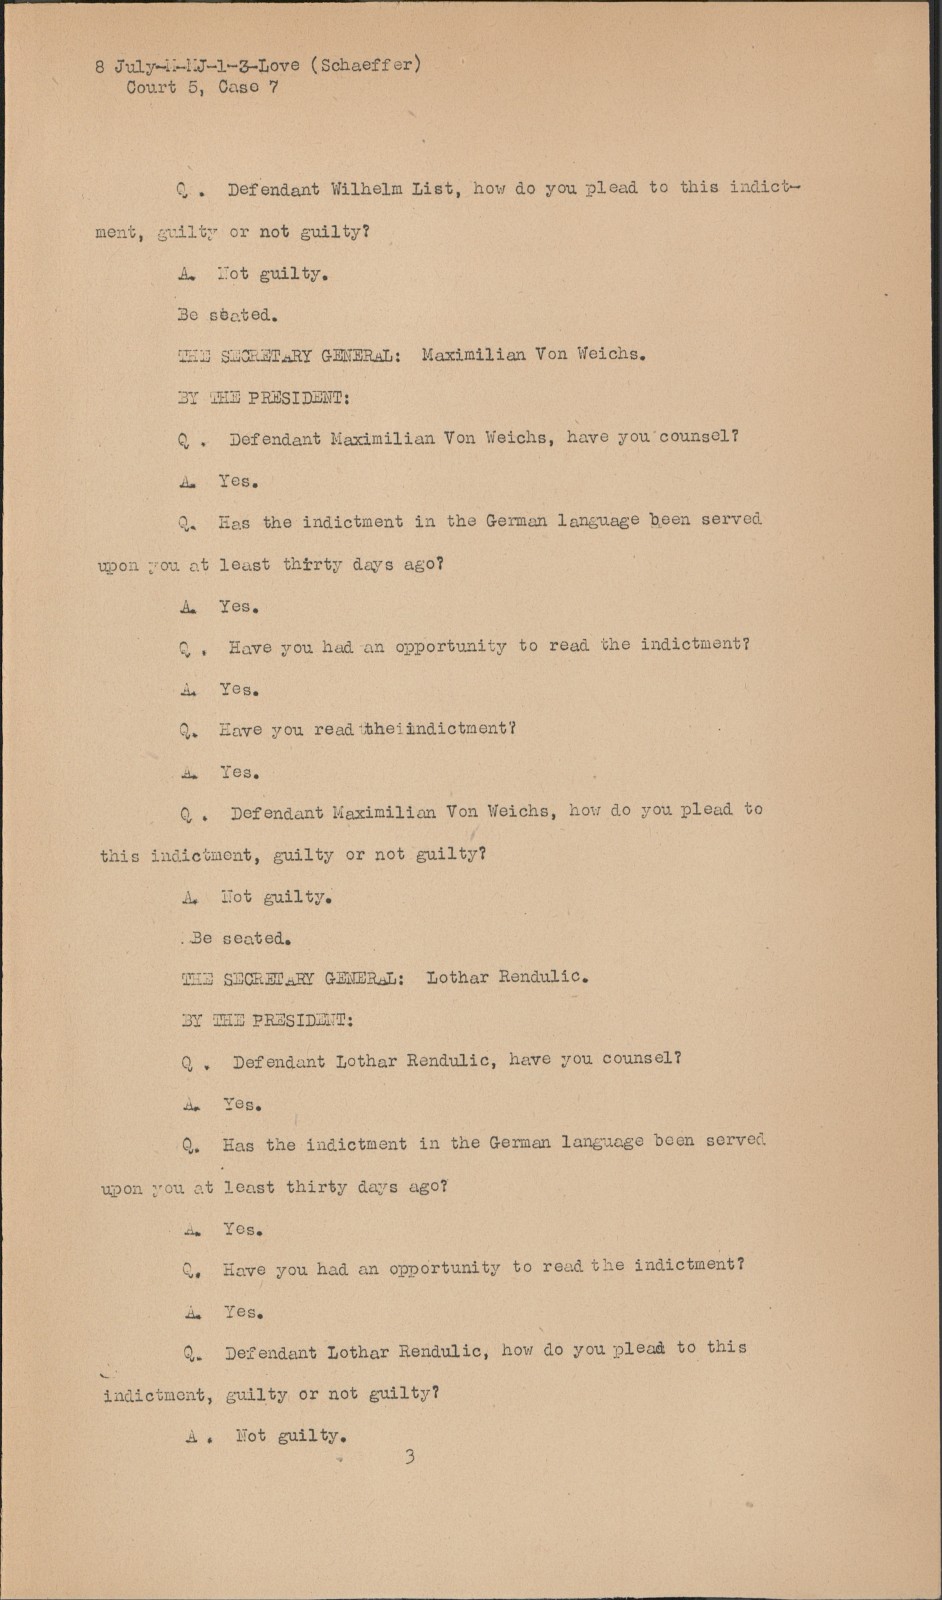 8 July-M-MJ-1-3-Love (Schaeffer)
Court 5, Case 7
Q . Defendant Wilhelm List, how do you plead to this indict-
ment, guilty or not guilty?
A. Not guilty.
Be seated.
THE SECRETARY GENERAL: Maximilian Von Weichs.
BY THE PRESIDENT:
Q . Defendant Maximilian Von Weichs, have you counsel?
A. Yes.
Q. Has the indictment in the German language been served
upon you at least thirty days ago?
A. Yes.
Q . Have you had an opportunity to read the indictment?
A. Yes.
Q. Have you read the indictment?
A. Yes.
Q . Defendant Maximilian Von Weichs, how do you plead to
this indictment, guilty or not guilty?
A. Not guilty.
Be seated.
THE SECRETARY GENERAL: Lothar Rendulic.
BY THE PRESIDENT:
Q . Defendant Lothar Rendulic, have you counsel?
A. Yes.
Q. Has the indictment in the German language been served
upon you at least thirty days ago?
A. Yes.
Q. Have you had an opportunity to read the indictment?
A. Yes.
Q. Defendant Lothar Rendulic, how do you plead to this
indictment, guilty or not guilty?
A . Not guilty.
3